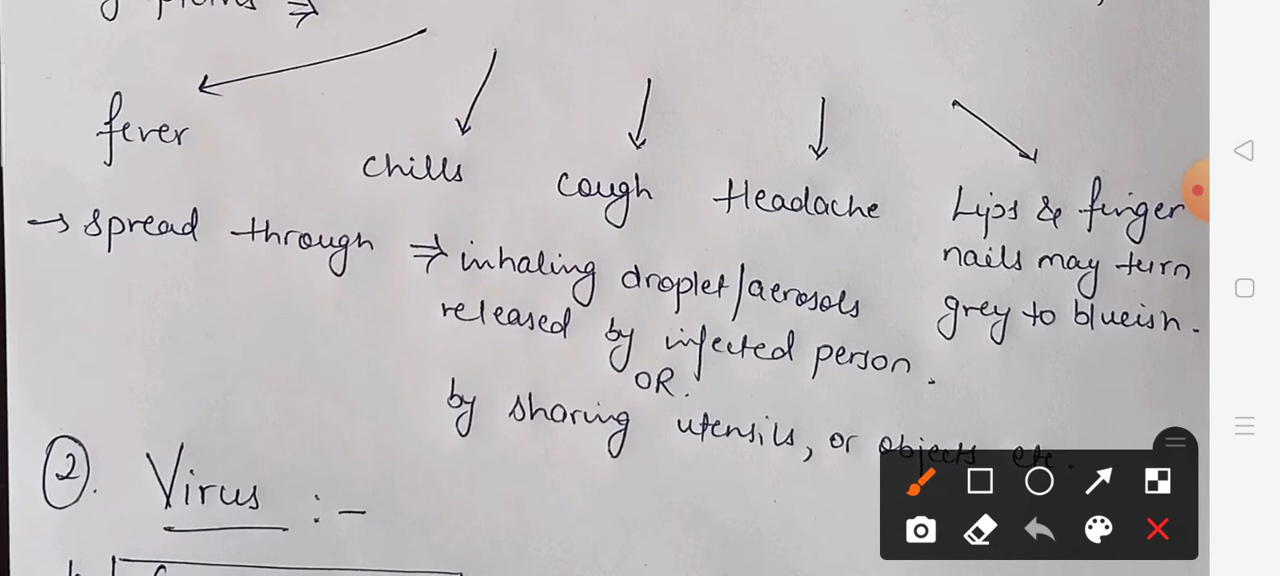 fever
chills
cough
Headache
Lips & finger
nails may turn
grey to blueish.
→ spread through ⇒ inhaling droplet/aerosols
released by infected person.
OR.
by sharing utensils, or objects etc.
②. Virus :-